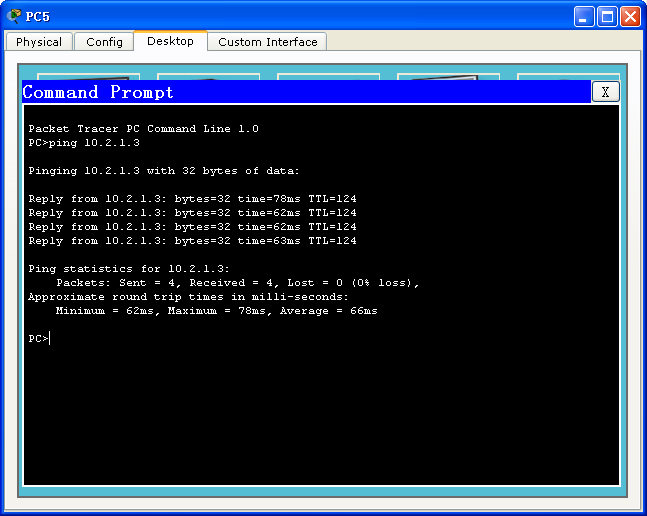 PC5
Physical Config Desktop Custom Interface
Command Prompt X
Packet Tracer PC Command Line 1.0
PC>ping 10.2.1.3
Pinging 10.2.1.3 with 32 bytes of data:
Reply from 10.2.1.3: bytes=32 time=78ms TTL=124
Reply from 10.2.1.3: bytes=32 time=62ms TTL=124
Reply from 10.2.1.3: bytes=32 time=62ms TTL=124
Reply from 10.2.1.3: bytes=32 time=63ms TTL=124
Ping statistics for 10.2.1.3:
Packets: Sent = 4, Received = 4, Lost = 0 (0% loss),
Approximate round trip times in milli-seconds:
Minimum = 62ms, Maximum = 78ms, Average = 66ms
PC>